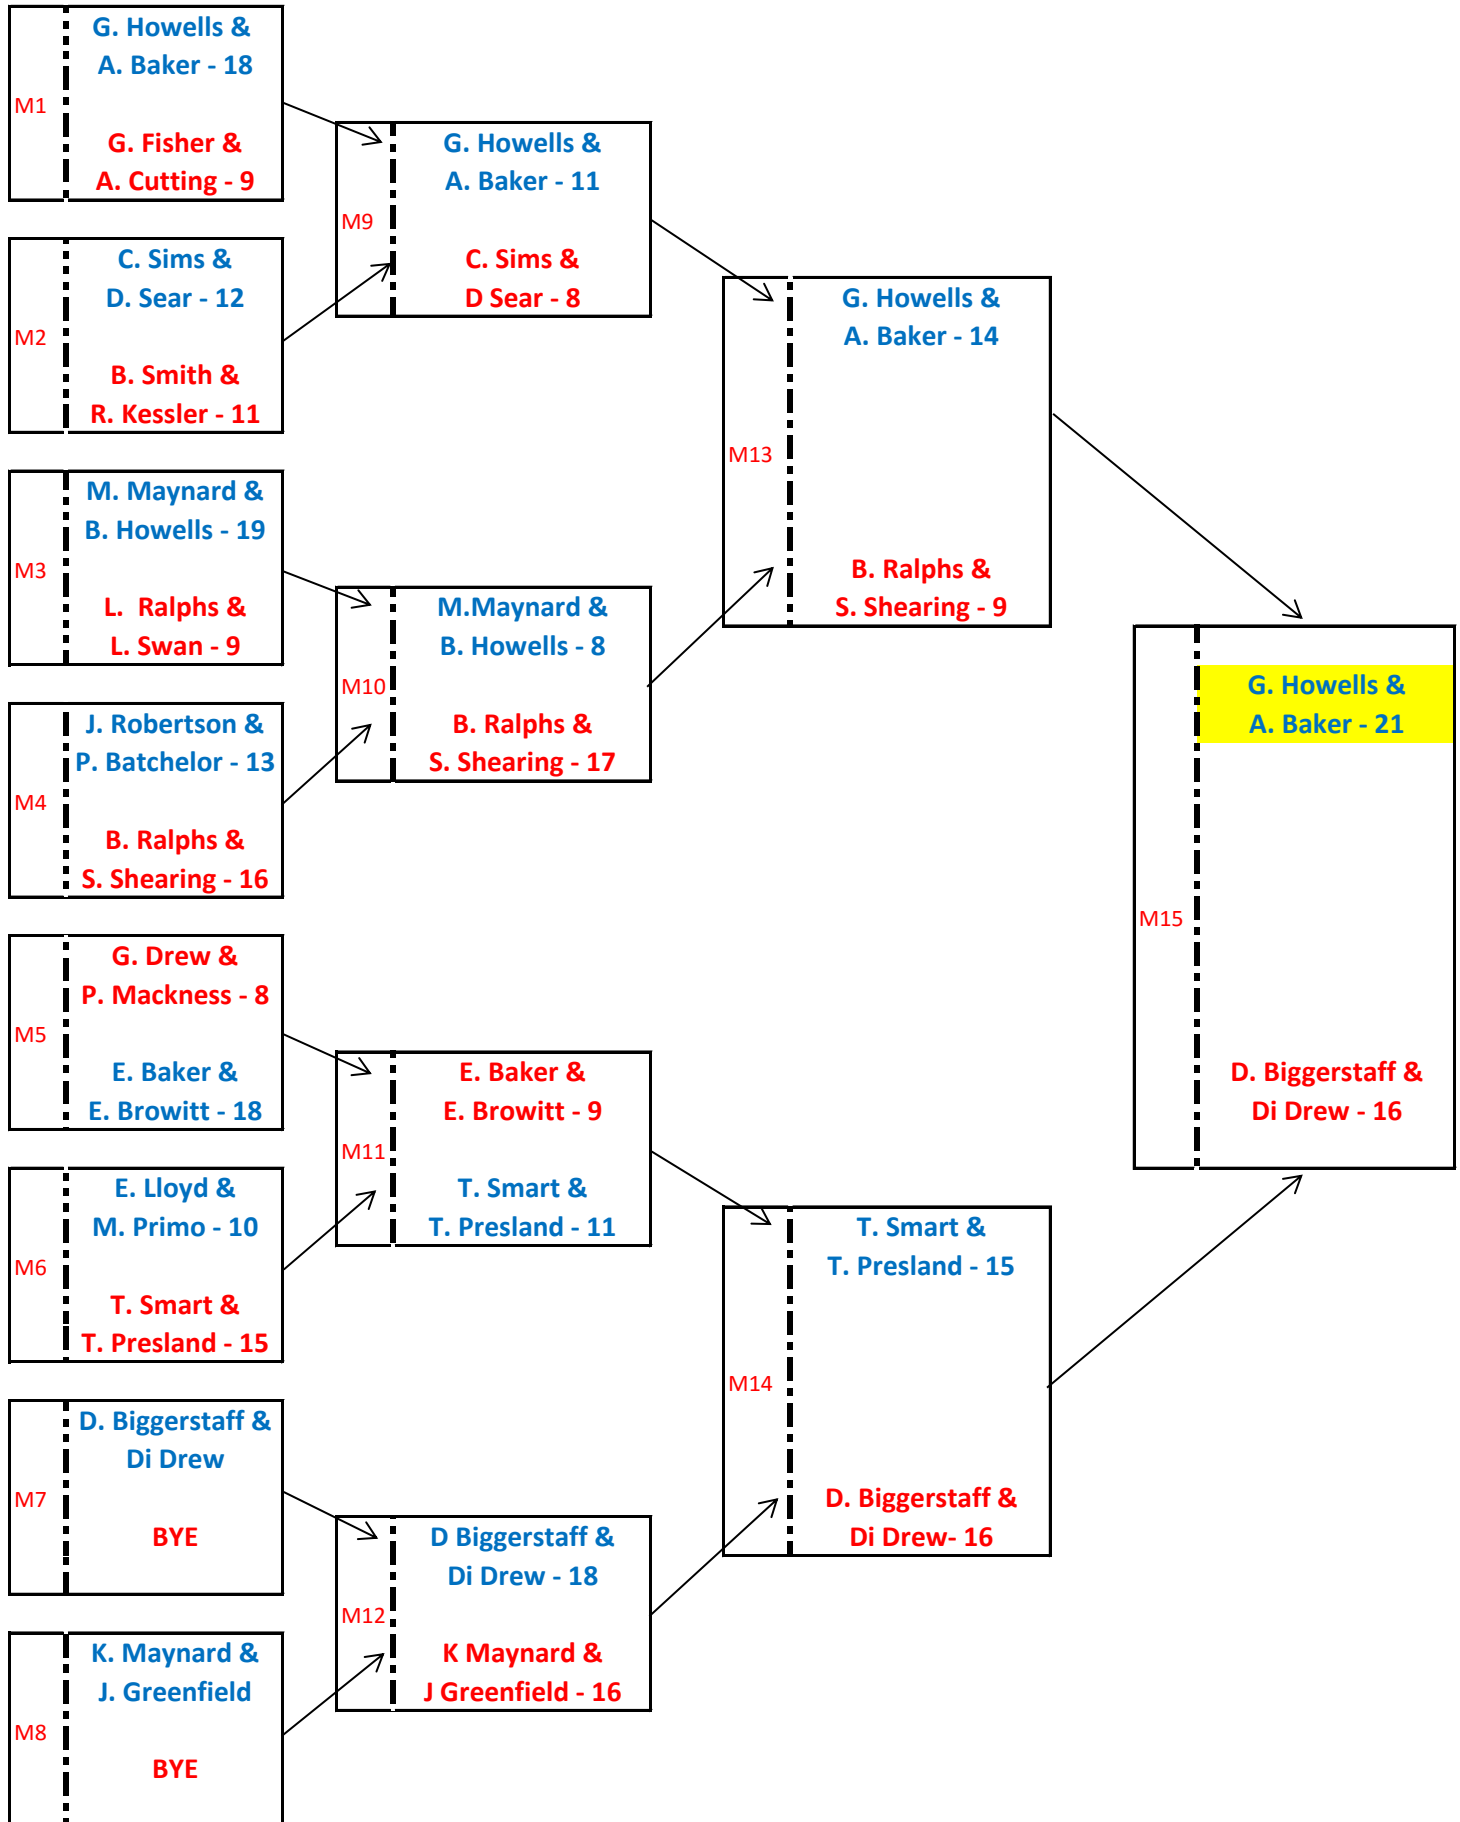 M1
G. Howells &
A. Baker - 18
G. Fisher &
A. Cutting - 9
M2
C. Sims &
D. Sear - 12
B. Smith &
R. Kessler - 11
M3
M. Maynard &
B. Howells - 19
L.  Ralphs &
L. Swan - 9
M4
J. Robertson &
P. Batchelor - 13
B. Ralphs &
S. Shearing - 16
M5
G. Drew &
P. Mackness - 8
E. Baker &
E. Browitt - 18
M6
E. Lloyd &
M. Primo - 10
T. Smart &
T. Presland - 15
M7
D. Biggerstaff &
Di Drew
BYE
M8
K. Maynard &
J. Greenfield
BYE
M9
G. Howells &
A. Baker - 11
C. Sims &
D Sear - 8
M10
M.Maynard &
B. Howells - 8
B. Ralphs &
S. Shearing - 17
M11
E. Baker &
E. Browitt - 9
T. Smart &
T. Presland - 11
M12
D Biggerstaff &
Di Drew - 18
K Maynard &
J Greenfield - 16
M13
G. Howells &
A. Baker - 14
B. Ralphs &
S. Shearing - 9
M14
T. Smart &
T. Presland - 15
D. Biggerstaff &
Di Drew- 16
M15
G. Howells &
A. Baker - 21
D. Biggerstaff &
Di Drew - 16